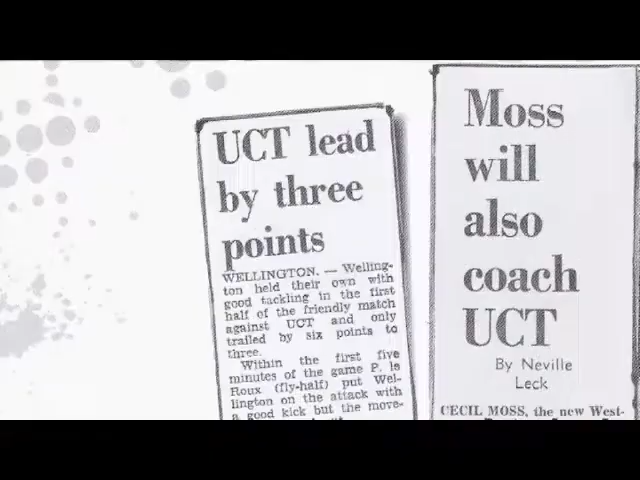 UCT lead
by three
points
WELLINGTON. — Welling-
ton held their own with
good tackling in the first
half of the friendly match
against UCT and only
trailed by six points to
three.
Within the first five
minutes of the game P. le
Roux (fly-half) put Wel-
lington on the attack with
a good kick but the move-
Moss
will
also
coach
UCT
By Neville
Leck
CECIL MOSS, the new West-